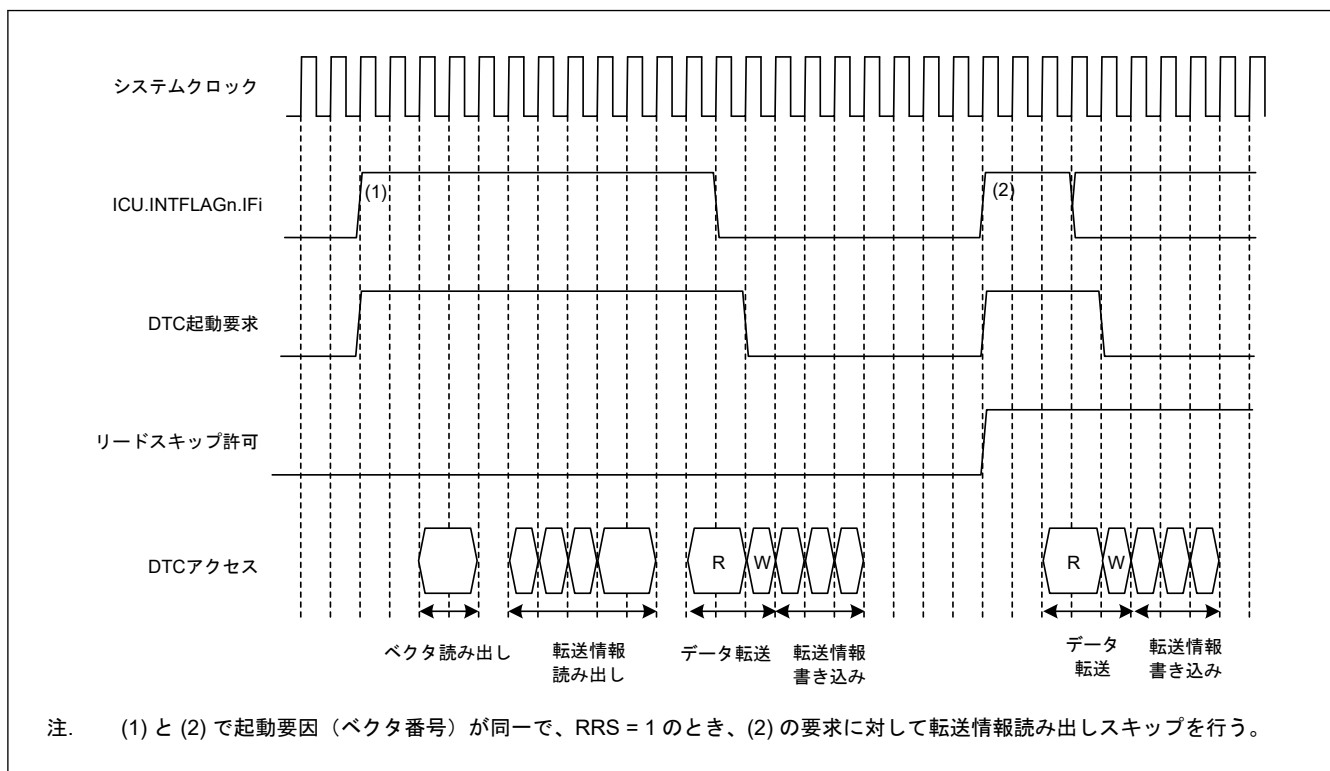 システムクロック
ICU.INTFLAGn.IFi
(1)
(2)
DTC起動要求
リードスキップ許可
DTCアクセス
R
W
R
W
ベクタ読み出し
転送情報
読み出し
データ転送
転送情報
書き込み
データ
転送
転送情報
書き込み
注. (1) と (2) で起動要因（ベクタ番号）が同一で、RRS = 1 のとき、(2) の要求に対して転送情報読み出しスキップを行う。